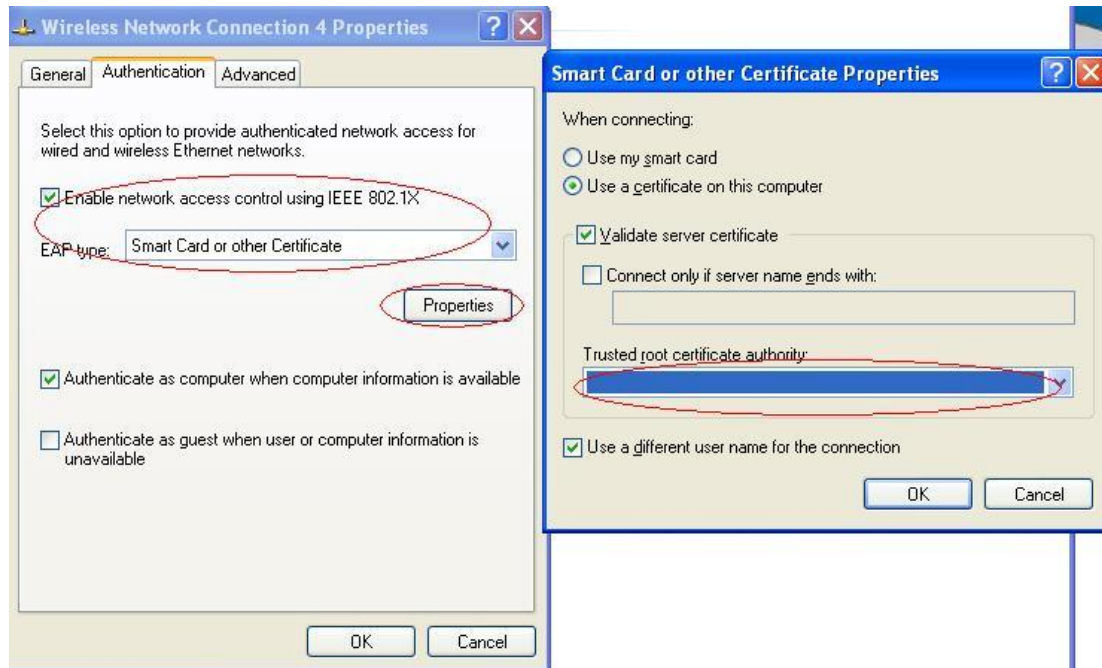 Wireless Network Connection 4 Properties
General Authentication Advanced
Select this option to provide authenticated network access for
wired and wireless Ethernet networks.
Enable network access control using IEEE 802.1X
EAP type: Smart Card or other Certificate
Properties
Authenticate as computer when computer information is available
Authenticate as guest when user or computer information is
unavailable
OK Cancel
Smart Card or other Certificate Properties
When connecting:
Use my smart card
Use a certificate on this computer
Validate server certificate
Connect only if server name ends with:
Trusted root certificate authority:
Use a different user name for the connection
OK Cancel